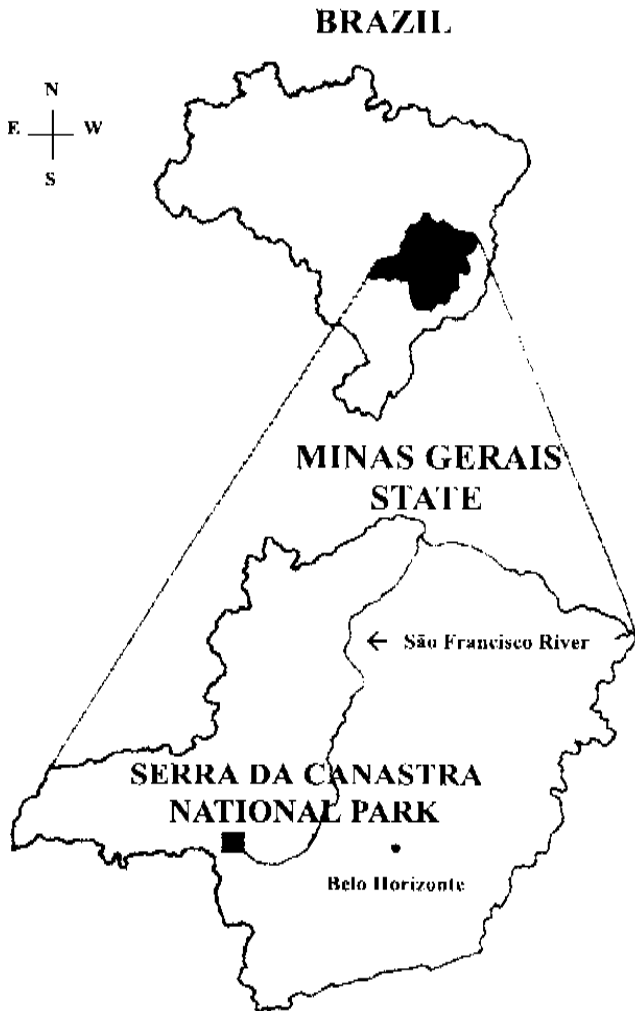 BRAZIL
N
E W
S
MINAS GERAIS
STATE
← São Francisco River
SERRA DA CANASTRA
NATIONAL PARK
Belo Horizonte